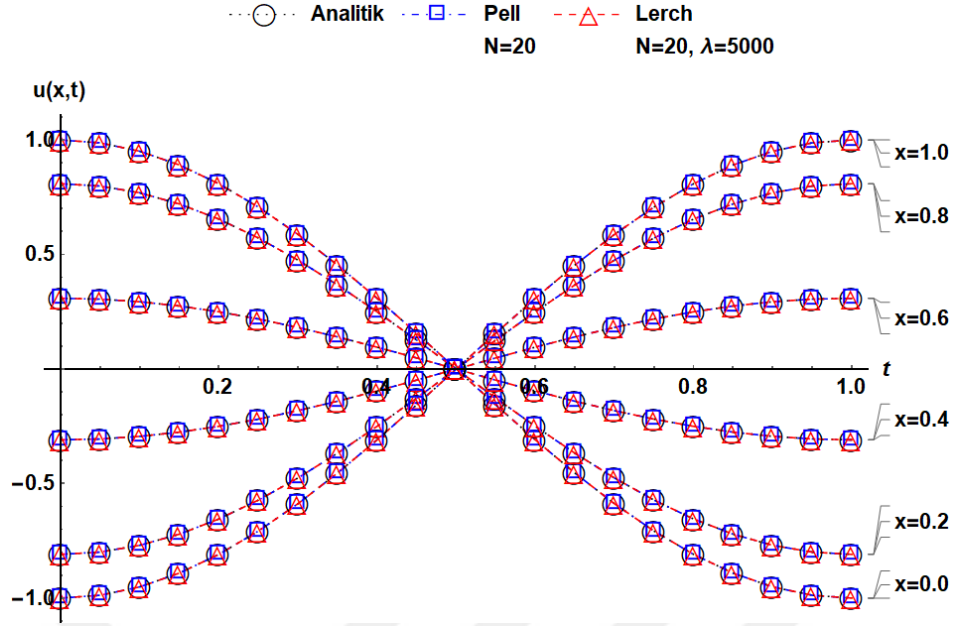 Analitik Pell Lerch
N=20 N=20, λ=5000
u(x,t)
1.0 x=1.0
x=0.8
0.5
x=0.6
0.2 0.4 0.6 0.8 1.0 t
x=0.4
−0.5
x=0.2
−1.0 x=0.0